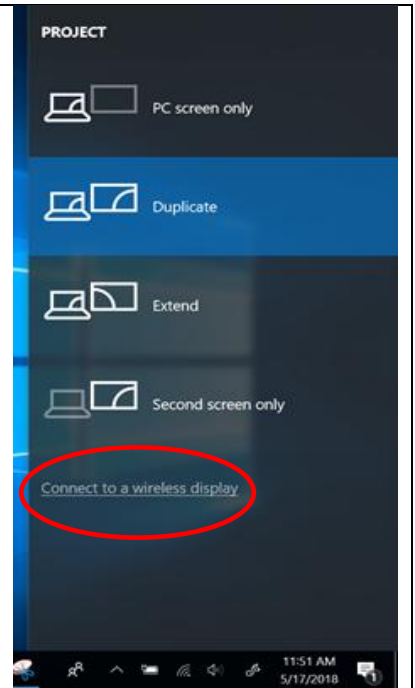 PROJECT
PC screen only
Duplicate
Extend
Second screen only
Connect to a wireless display
11:51 AM
5/17/2018
1